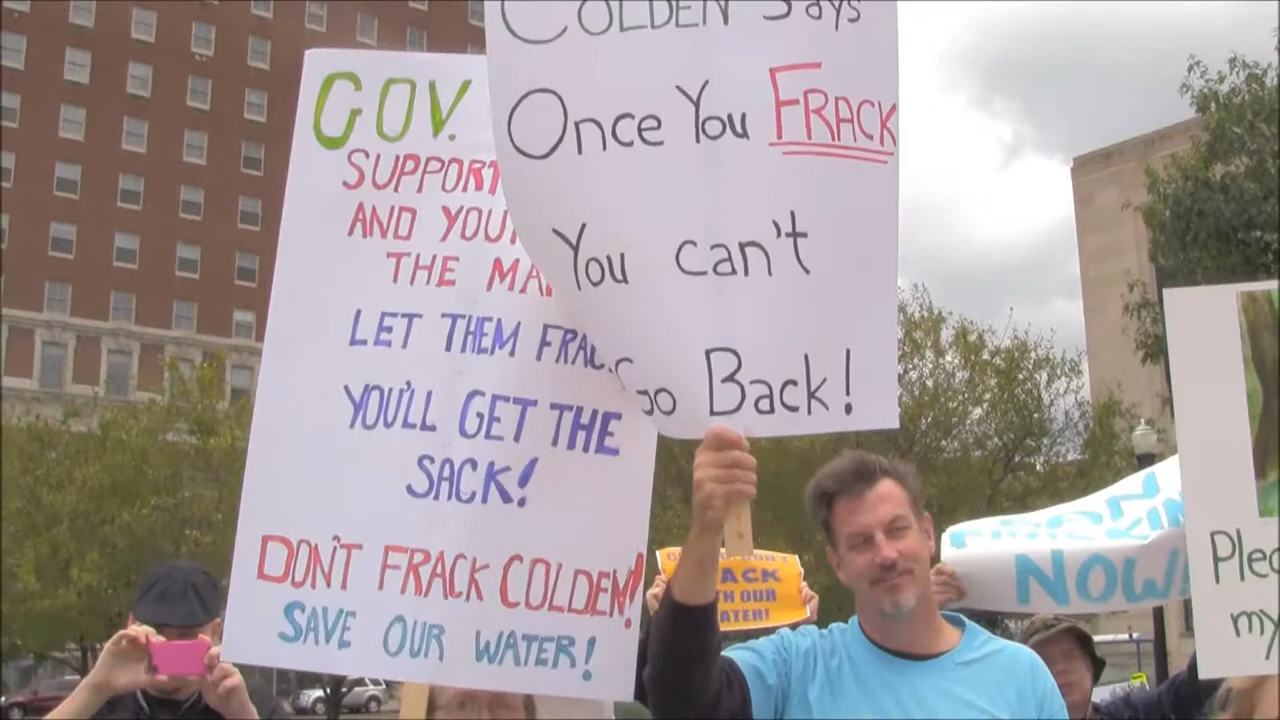 GOV.
SUPPORT
AND YOU
THE MA
LET THEM FRAC
YOU'LL GET THE
SACK!
DON'T FRACK COLDEN!
SAVE OUR WATER!
COLDEN Says
Once You FRACK
You can't
Go Back!
DON'T
ACK
TH OUR
ATER!
NOW!
my